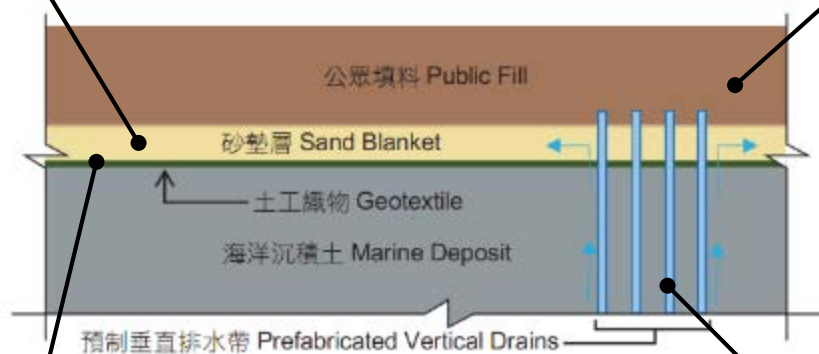 公眾填料 Public Fill
砂墊層 Sand Blanket
土工織物 Geotextile
海洋沉積土 Marine Deposit
預制垂直排水帶 Prefabricated Vertical Drains